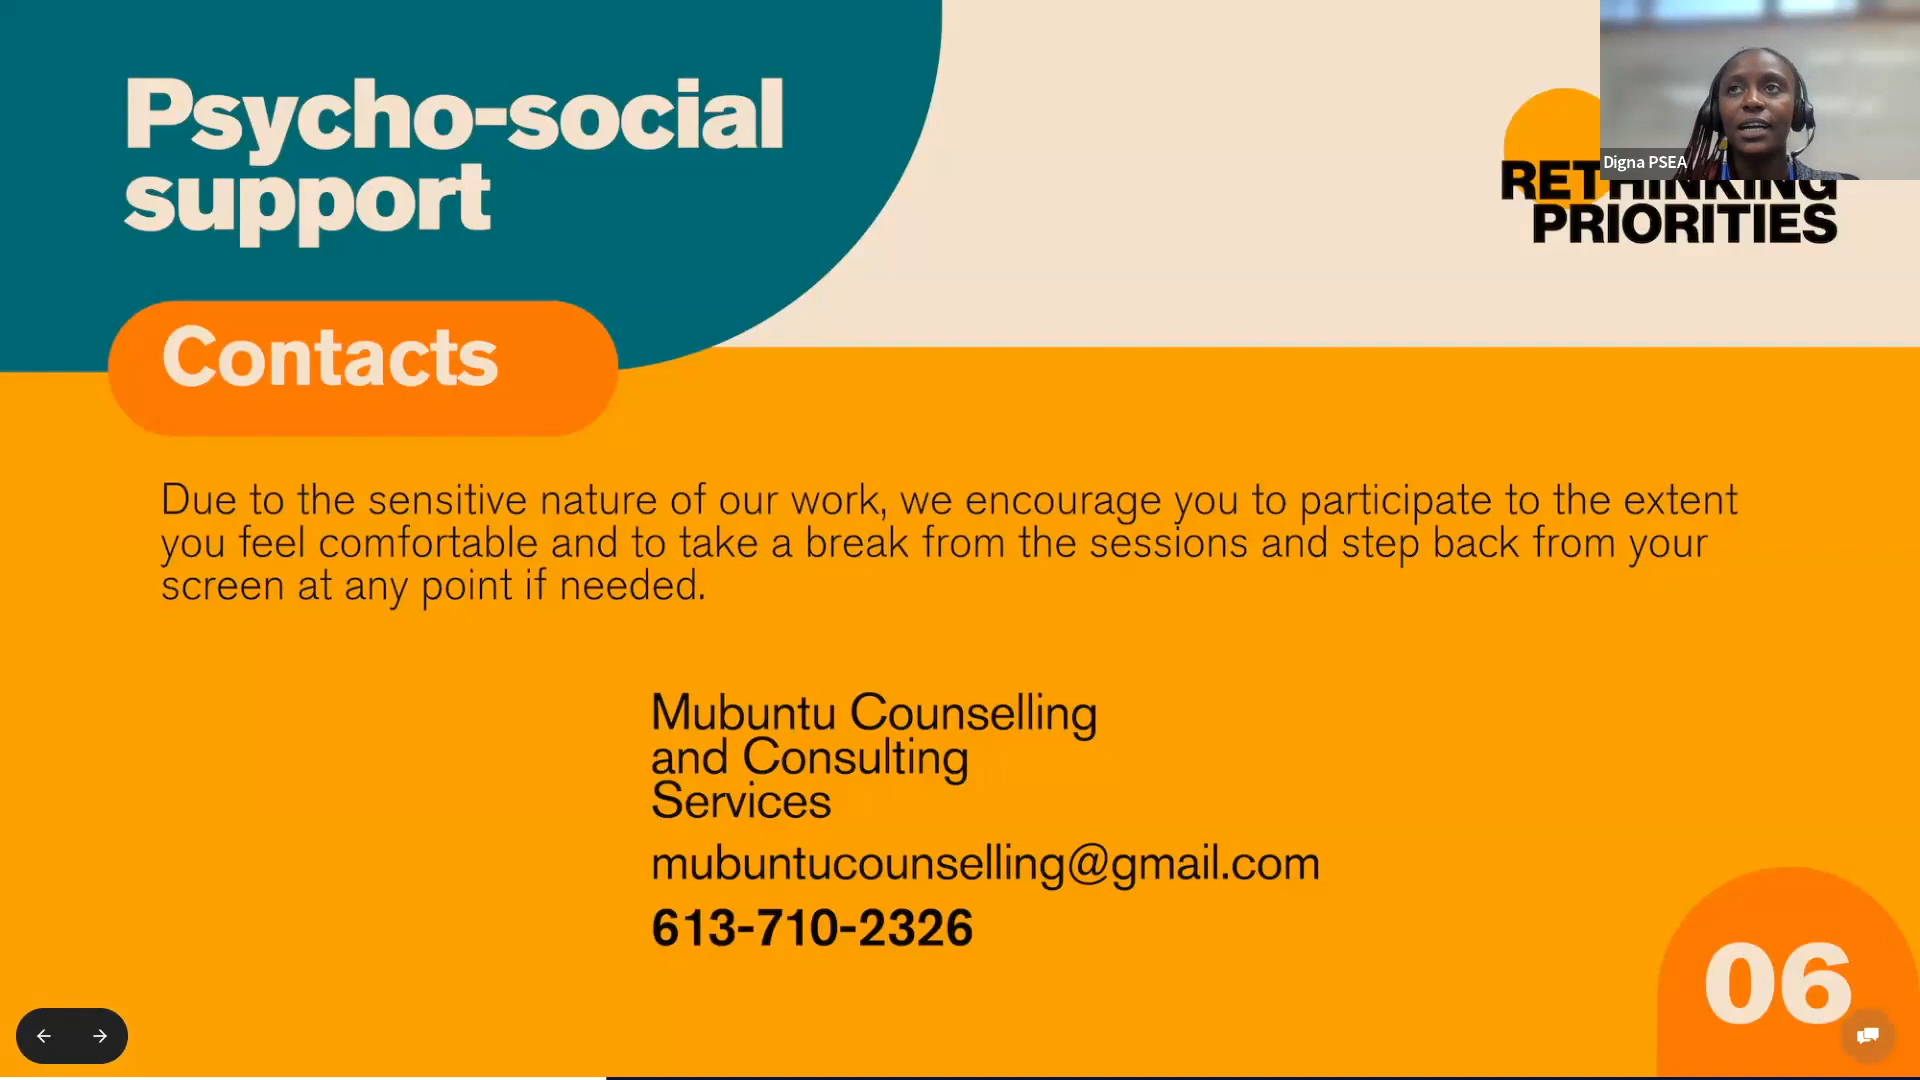 Psycho-social
support
Digna PSEA
RETHINKING
PRIORITIES
Contacts
Due to the sensitive nature of our work, we encourage you to participate to the extent
you feel comfortable and to take a break from the sessions and step back from your
screen at any point if needed.
Mubuntu Counselling
and Consulting
Services
mubuntucounselling@gmail.com
613-710-2326
06